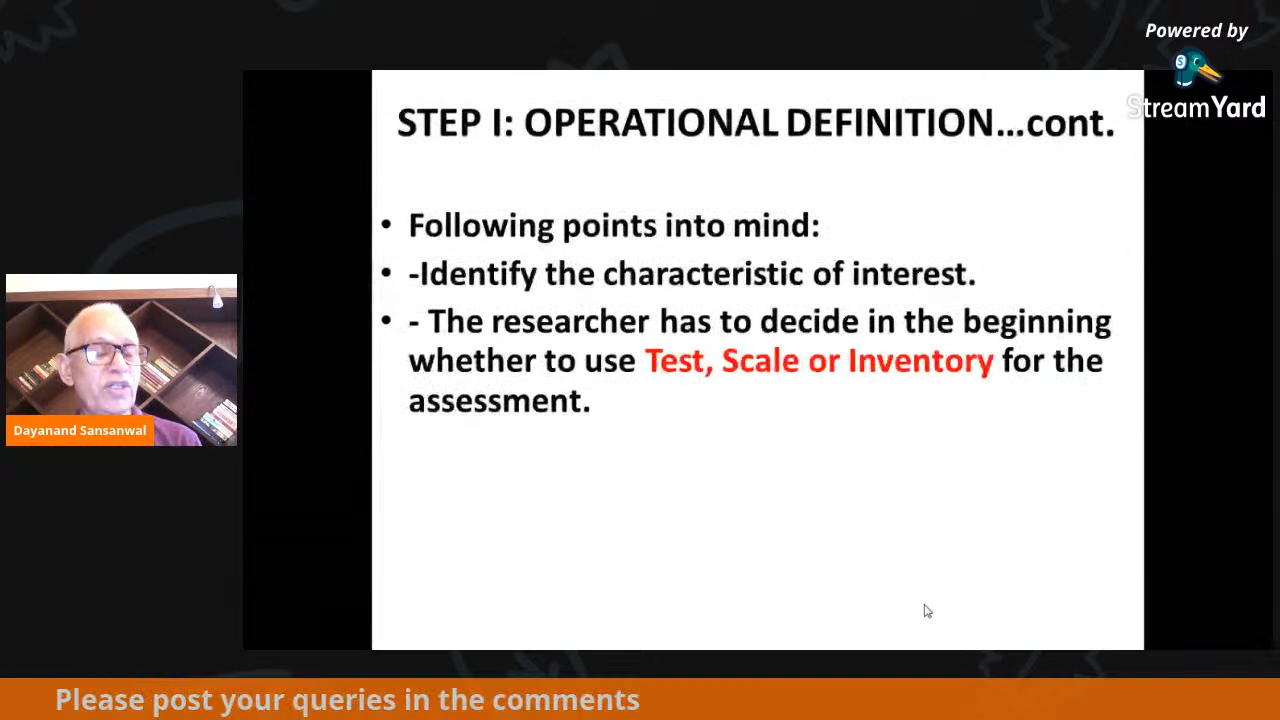 Powered by
StreamYard
STEP I: OPERATIONAL DEFINITION...cont.
• Following points into mind:
• -Identify the characteristic of interest.
• - The researcher has to decide in the beginning
whether to use Test, Scale or Inventory for the
assessment.
Dayanand Sansanwal
Please post your queries in the comments